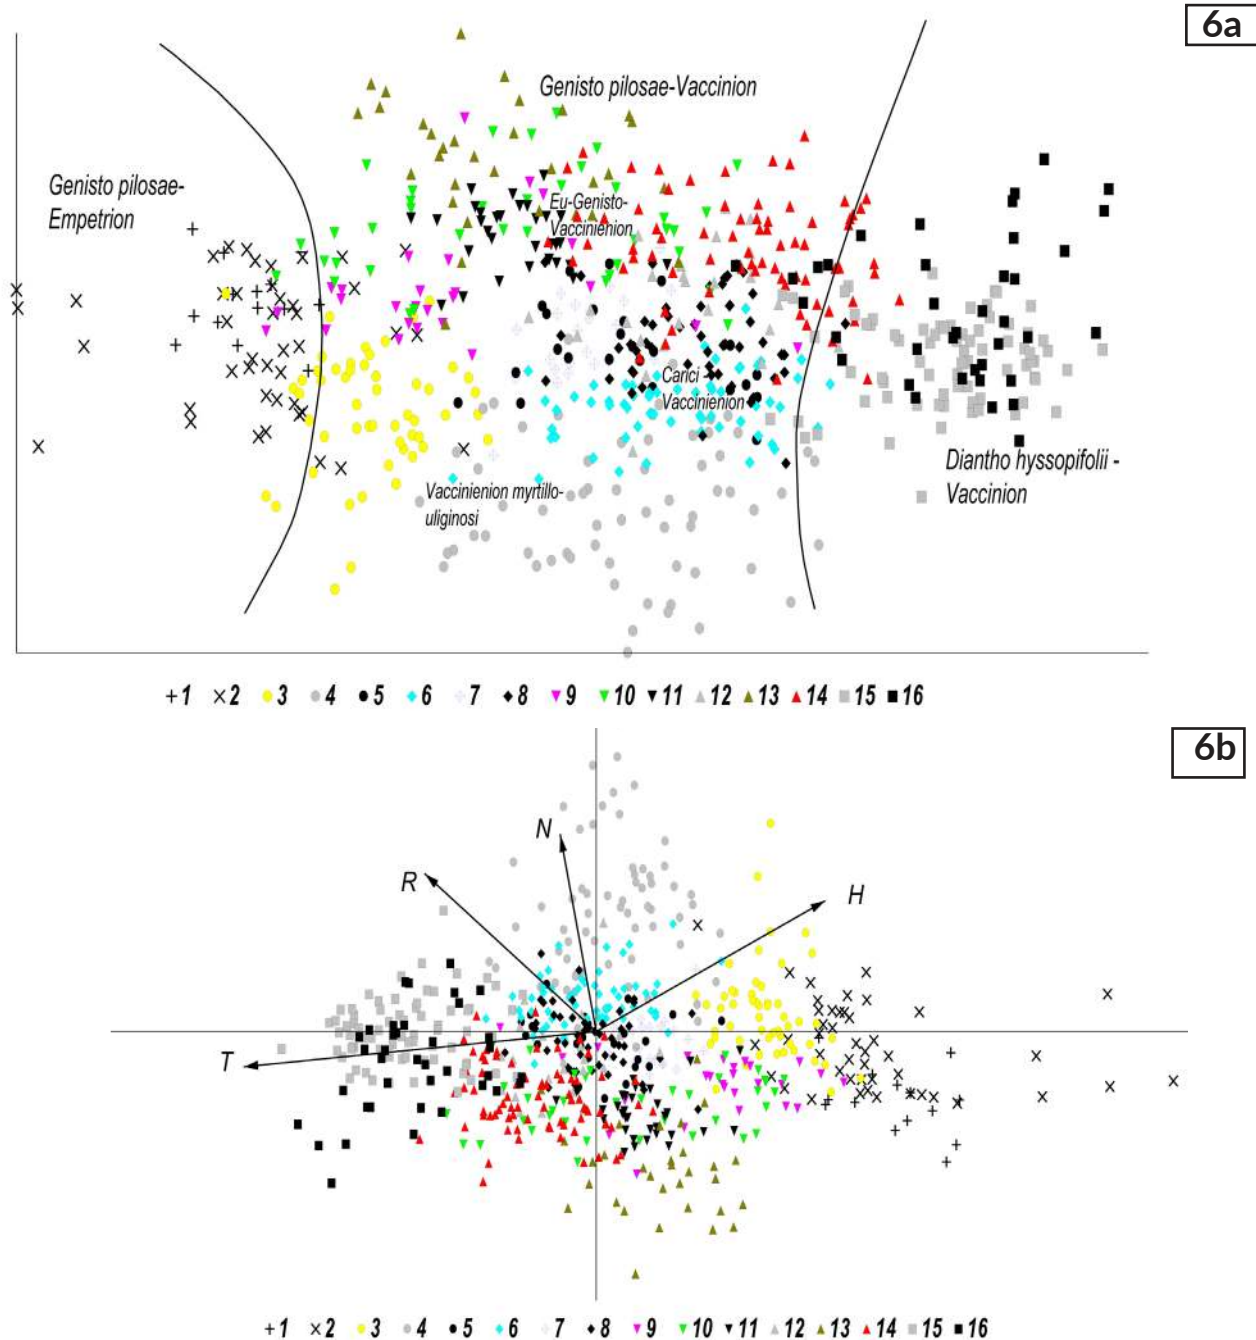 6a
Genisto pilosae-Vaccinion
Genisto pilosae-
Empetrion
Eu-Genisto-
Vaccinienion
Carici -
Vaccinienion
Diantho hyssopifolii -
Vaccinion
Vaccinienion myrtillo-
uliginosi
1 2 3 4 5 6 7 8 9 10 11 12 13 14 15 16
6b
N
R
H
T
1 2 3 4 5 6 7 8 9 10 11 12 13 14 15 16